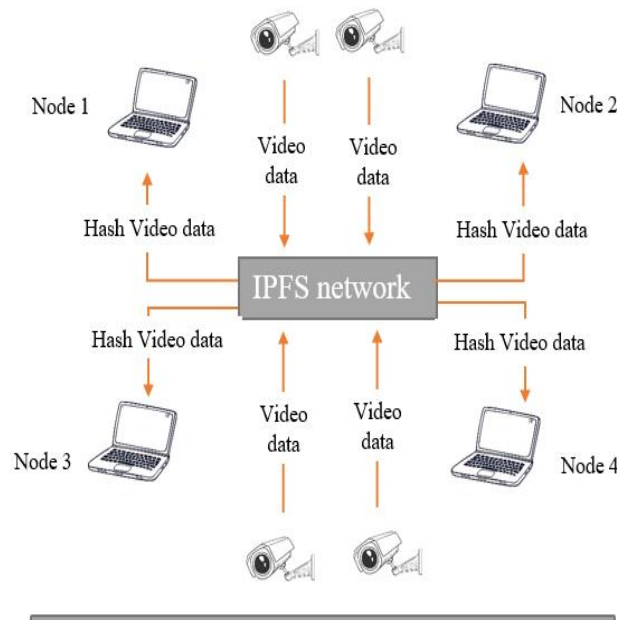 Node 1
Node 2
Video
data
Video
data
Hash Video data
Hash Video data
IPFS network
Hash Video data
Hash Video data
Video
data
Video
data
Node 3
Node 4